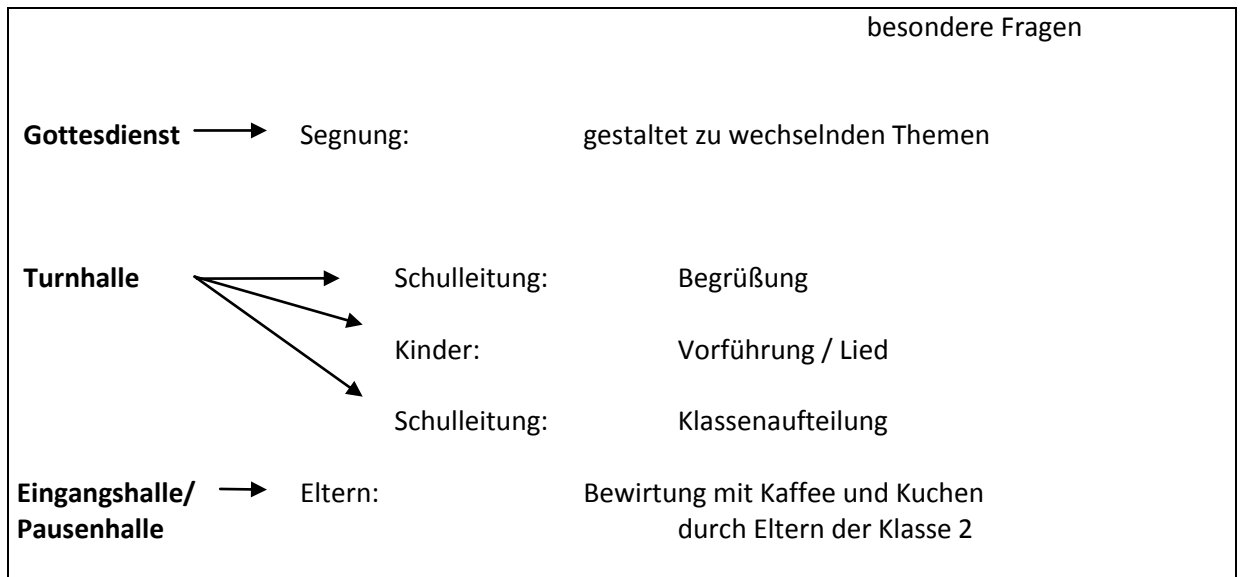 besondere Fragen
Gottesdienst Segnung: gestaltet zu wechselnden Themen
Turnhalle Schulleitung: Begrüßung
Kinder: Vorführung / Lied
Schulleitung: Klassenaufteilung
Eingangshalle/ Eltern: Bewirtung mit Kaffee und Kuchen
Pausenhalle durch Eltern der Klasse 2